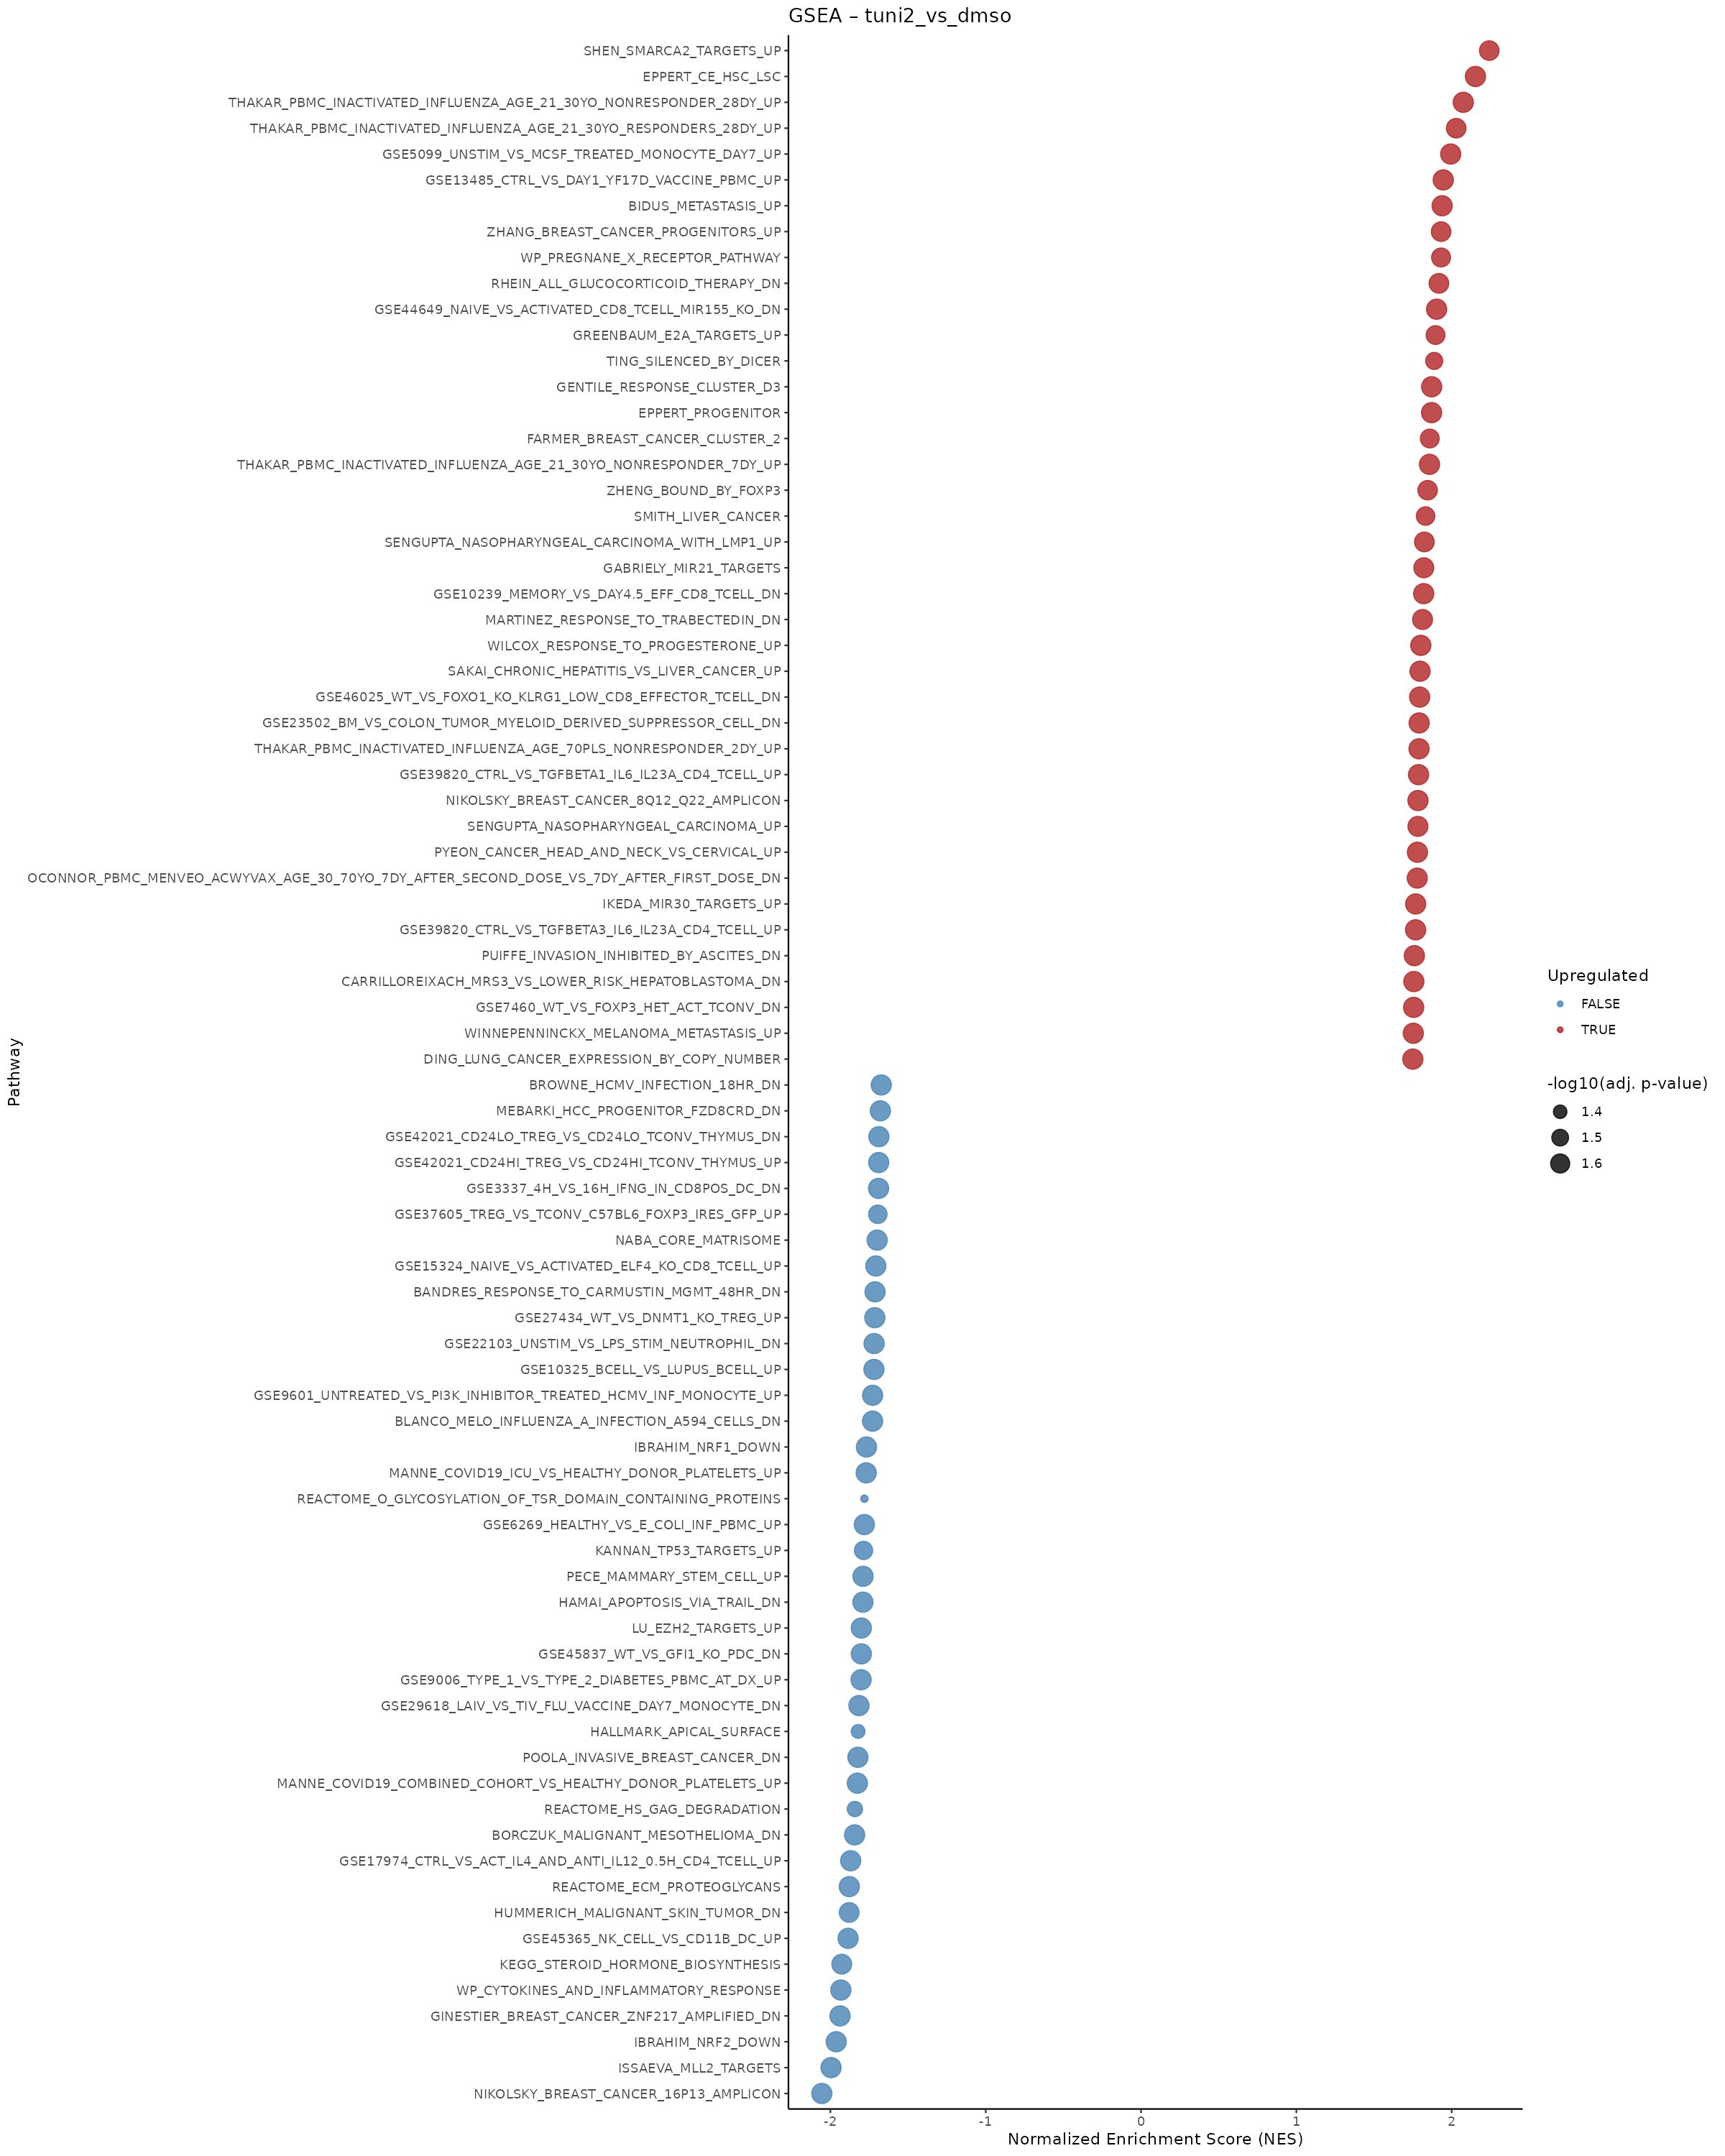 GSEA – tuni2_vs_dmso
SHEN_SMARCA2_TARGETS_UP
EPPERT_CE_HSC_LSC
THAKAR_PBMC_INACTIVATED_INFLUENZA_AGE_21_30YO_NONRESPONDER_28DY_UP
THAKAR_PBMC_INACTIVATED_INFLUENZA_AGE_21_30YO_RESPONDERS_28DY_UP
GSE5099_UNSTIM_VS_MCSF_TREATED_MONOCYTE_DAY7_UP
GSE13485_CTRL_VS_DAY1_YF17D_VACCINE_PBMC_UP
BIDUS_METASTASIS_UP
ZHANG_BREAST_CANCER_PROGENITORS_UP
WP_PREGNANE_X_RECEPTOR_PATHWAY
RHEIN_ALL_GLUCOCORTICOID_THERAPY_DN
GSE44649_NAIVE_VS_ACTIVATED_CD8_TCELL_MIR155_KO_DN
GREENBAUM_E2A_TARGETS_UP
TING_SILENCED_BY_DICER
GENTILE_RESPONSE_CLUSTER_D3
EPPERT_PROGENITOR
FARMER_BREAST_CANCER_CLUSTER_2
THAKAR_PBMC_INACTIVATED_INFLUENZA_AGE_21_30YO_NONRESPONDER_7DY_UP
ZHENG_BOUND_BY_FOXP3
SMITH_LIVER_CANCER
SENGUPTA_NASOPHARYNGEAL_CARCINOMA_WITH_LMP1_UP
GABRIELY_MIR21_TARGETS
GSE10239_MEMORY_VS_DAY4.5_EFF_CD8_TCELL_DN
MARTINEZ_RESPONSE_TO_TRABECTEDIN_DN
WILCOX_RESPONSE_TO_PROGESTERONE_UP
SAKAI_CHRONIC_HEPATITIS_VS_LIVER_CANCER_UP
GSE46025_WT_VS_FOXO1_KO_KLRG1_LOW_CD8_EFFECTOR_TCELL_DN
GSE23502_BM_VS_COLON_TUMOR_MYELOID_DERIVED_SUPPRESSOR_CELL_DN
THAKAR_PBMC_INACTIVATED_INFLUENZA_AGE_70PLS_NONRESPONDER_2DY_UP
GSE39820_CTRL_VS_TGFBETA1_IL6_IL23A_CD4_TCELL_UP
NIKOLSKY_BREAST_CANCER_8Q12_Q22_AMPLICON
SENGUPTA_NASOPHARYNGEAL_CARCINOMA_UP
PYEON_CANCER_HEAD_AND_NECK_VS_CERVICAL_UP
OCONNOR_PBMC_MENVEO_ACWYVAX_AGE_30_70YO_7DY_AFTER_SECOND_DOSE_VS_7DY_AFTER_FIRST_DOSE_DN
IKEDA_MIR30_TARGETS_UP
GSE39820_CTRL_VS_TGFBETA3_IL6_IL23A_CD4_TCELL_UP
PUIFFE_INVASION_INHIBITED_BY_ASCITES_DN
CARRILLOREIXACH_MRS3_VS_LOWER_RISK_HEPATOBLASTOMA_DN
GSE7460_WT_VS_FOXP3_HET_ACT_TCONV_DN
WINNEPENNINCKX_MELANOMA_METASTASIS_UP
DING_LUNG_CANCER_EXPRESSION_BY_COPY_NUMBER
BROWNE_HCMV_INFECTION_18HR_DN
MEBARKI_HCC_PROGENITOR_FZD8CRD_DN
GSE42021_CD24LO_TREG_VS_CD24LO_TCONV_THYMUS_DN
GSE42021_CD24HI_TREG_VS_CD24HI_TCONV_THYMUS_UP
GSE3337_4H_VS_16H_IFNG_IN_CD8POS_DC_DN
GSE37605_TREG_VS_TCONV_C57BL6_FOXP3_IRES_GFP_UP
NABA_CORE_MATRISOME
GSE15324_NAIVE_VS_ACTIVATED_ELF4_KO_CD8_TCELL_UP
BANDRES_RESPONSE_TO_CARMUSTIN_MGMT_48HR_DN
GSE27434_WT_VS_DNMT1_KO_TREG_UP
GSE22103_UNSTIM_VS_LPS_STIM_NEUTROPHIL_DN
GSE10325_BCELL_VS_LUPUS_BCELL_UP
GSE9601_UNTREATED_VS_PI3K_INHIBITOR_TREATED_HCMV_INF_MONOCYTE_UP
BLANCO_MELO_INFLUENZA_A_INFECTION_A594_CELLS_DN
IBRAHIM_NRF1_DOWN
MANNE_COVID19_ICU_VS_HEALTHY_DONOR_PLATELETS_UP
REACTOME_O_GLYCOSYLATION_OF_TSR_DOMAIN_CONTAINING_PROTEINS
GSE6269_HEALTHY_VS_E_COLI_INF_PBMC_UP
KANNAN_TP53_TARGETS_UP
PECE_MAMMARY_STEM_CELL_UP
HAMAI_APOPTOSIS_VIA_TRAIL_DN
LU_EZH2_TARGETS_UP
GSE45837_WT_VS_GFI1_KO_PDC_DN
GSE9006_TYPE_1_VS_TYPE_2_DIABETES_PBMC_AT_DX_UP
GSE29618_LAIV_VS_TIV_FLU_VACCINE_DAY7_MONOCYTE_DN
HALLMARK_APICAL_SURFACE
POOLA_INVASIVE_BREAST_CANCER_DN
MANNE_COVID19_COMBINED_COHORT_VS_HEALTHY_DONOR_PLATELETS_UP
REACTOME_HS_GAG_DEGRADATION
BORCZUK_MALIGNANT_MESOTHELIOMA_DN
GSE17974_CTRL_VS_ACT_IL4_AND_ANTI_IL12_0.5H_CD4_TCELL_UP
REACTOME_ECM_PROTEOGLYCANS
HUMMERICH_MALIGNANT_SKIN_TUMOR_DN
GSE45365_NK_CELL_VS_CD11B_DC_UP
KEGG_STEROID_HORMONE_BIOSYNTHESIS
WP_CYTOKINES_AND_INFLAMMATORY_RESPONSE
GINESTIER_BREAST_CANCER_ZNF217_AMPLIFIED_DN
IBRAHIM_NRF2_DOWN
ISSAEVA_MLL2_TARGETS
NIKOLSKY_BREAST_CANCER_16P13_AMPLICON
Pathway
-2 -1 0 1 2
Normalized Enrichment Score (NES)
Upregulated
FALSE
TRUE
-log10(adj. p-value)
1.4
1.5
1.6